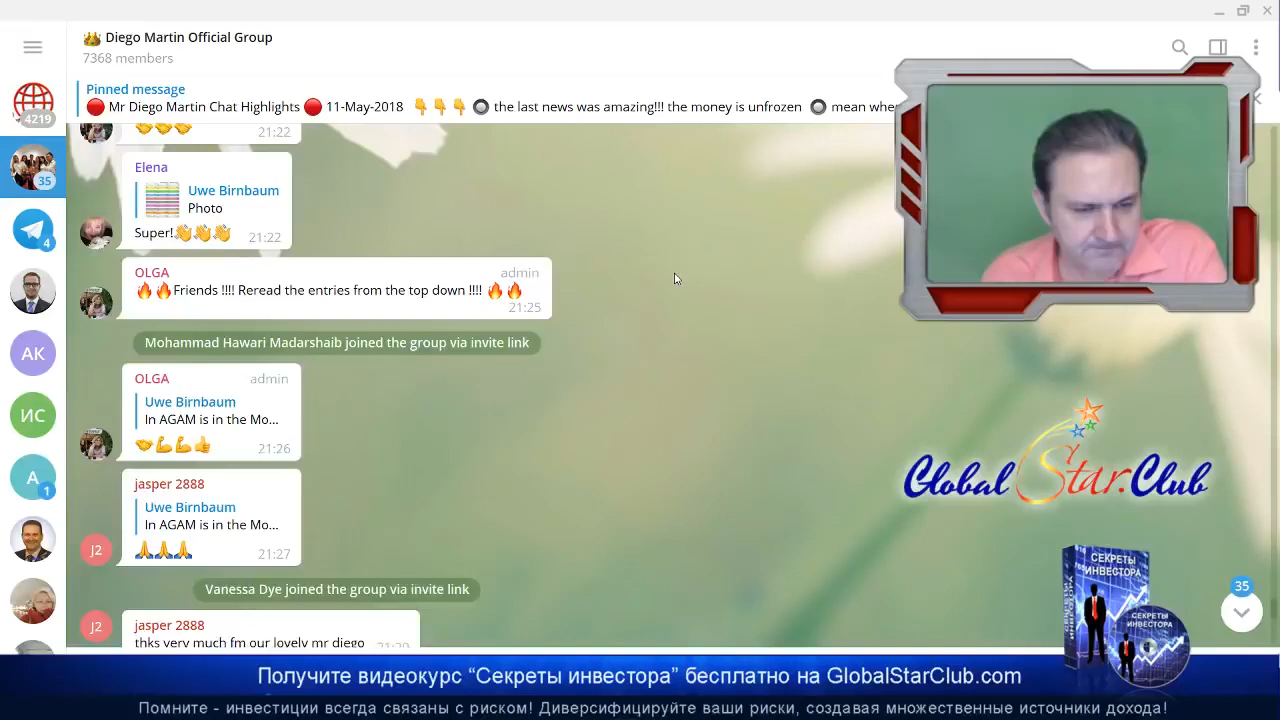 👑 Diego Martin Official Group
7368 members
Pinned message
🔴 Mr Diego Martin Chat Highlights 🔴 11-May-2018 👇👇👇 🔘 the last news was amazing!!! the money is unfrozen 🔘 mean
4219
🤝🤝🤝 21:22
Elena
35
Uwe Birnbaum
Photo
Super!👏👏👏 21:22
4
OLGA admin
🔥🔥Friends !!!! Reread the entries from the top down !!!! 🔥🔥
21:25
Mohammad Hawari Madarshaib joined the group via invite link
АК
OLGA admin
Uwe Birnbaum
In AGAM is in the Mo...
ИС
🤝💪💪👍 21:26
jasper 2888
A
1
Uwe Birnbaum
In AGAM is in the Mo...
J2
🙏🙏🙏 21:27
Vanessa Dye joined the group via invite link
J2
jasper 2888
thks very much fm our lovely mr diego
Global Star.Club
СЕКРЕТЫ
ИНВЕСТОРА
СЕКРЕТЫ
ИНВЕСТОРА
35
Получите видеокурс “Секреты инвестора” бесплатно на GlobalStarClub.com
Помните - инвестиции всегда связаны с риском! Диверсифицируйте ваши риски, создавая множественные источники дохода!